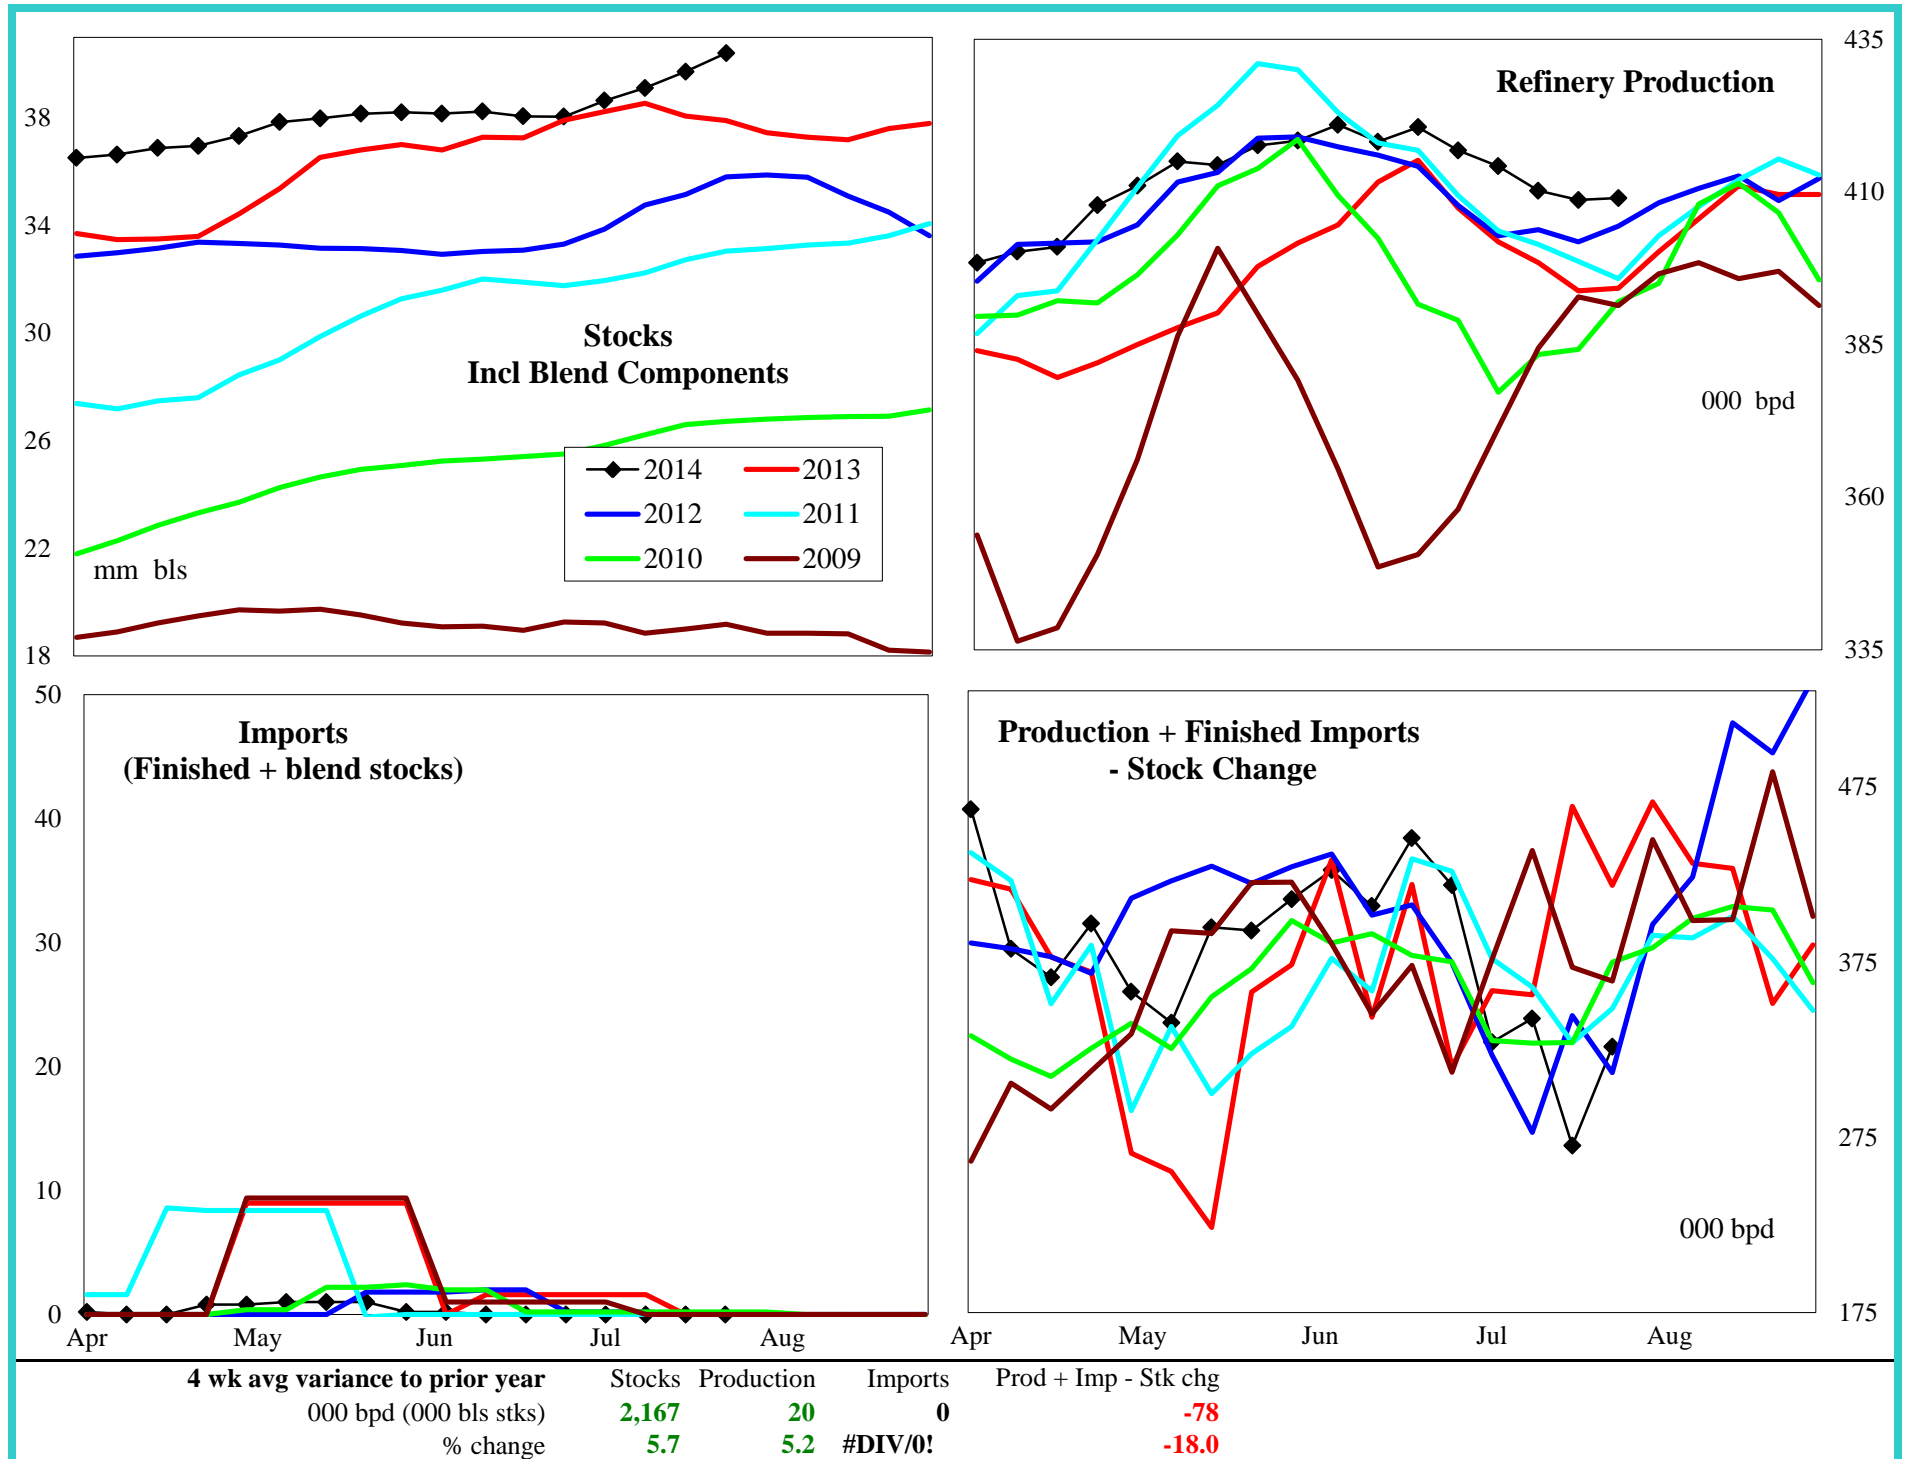 38
34
30
26
22
18
Stocks
Incl Blend Components
mm bls
2014
2013
2012
2011
2010
2009
Refinery Production
000 bpd
435
410
385
360
335
50
40
30
20
10
0
Imports
(Finished + blend stocks)
Apr May Jun Jul Aug
Production + Finished Imports
- Stock Change
475
375
275
175
000 bpd
Apr May Jun Jul Aug
4 wk avg variance to prior year Stocks Production Imports Prod + Imp - Stk chg
000 bpd (000 bls stks) 2,167 20 0 -78
% change 5.7 5.2 #DIV/0! -18.0